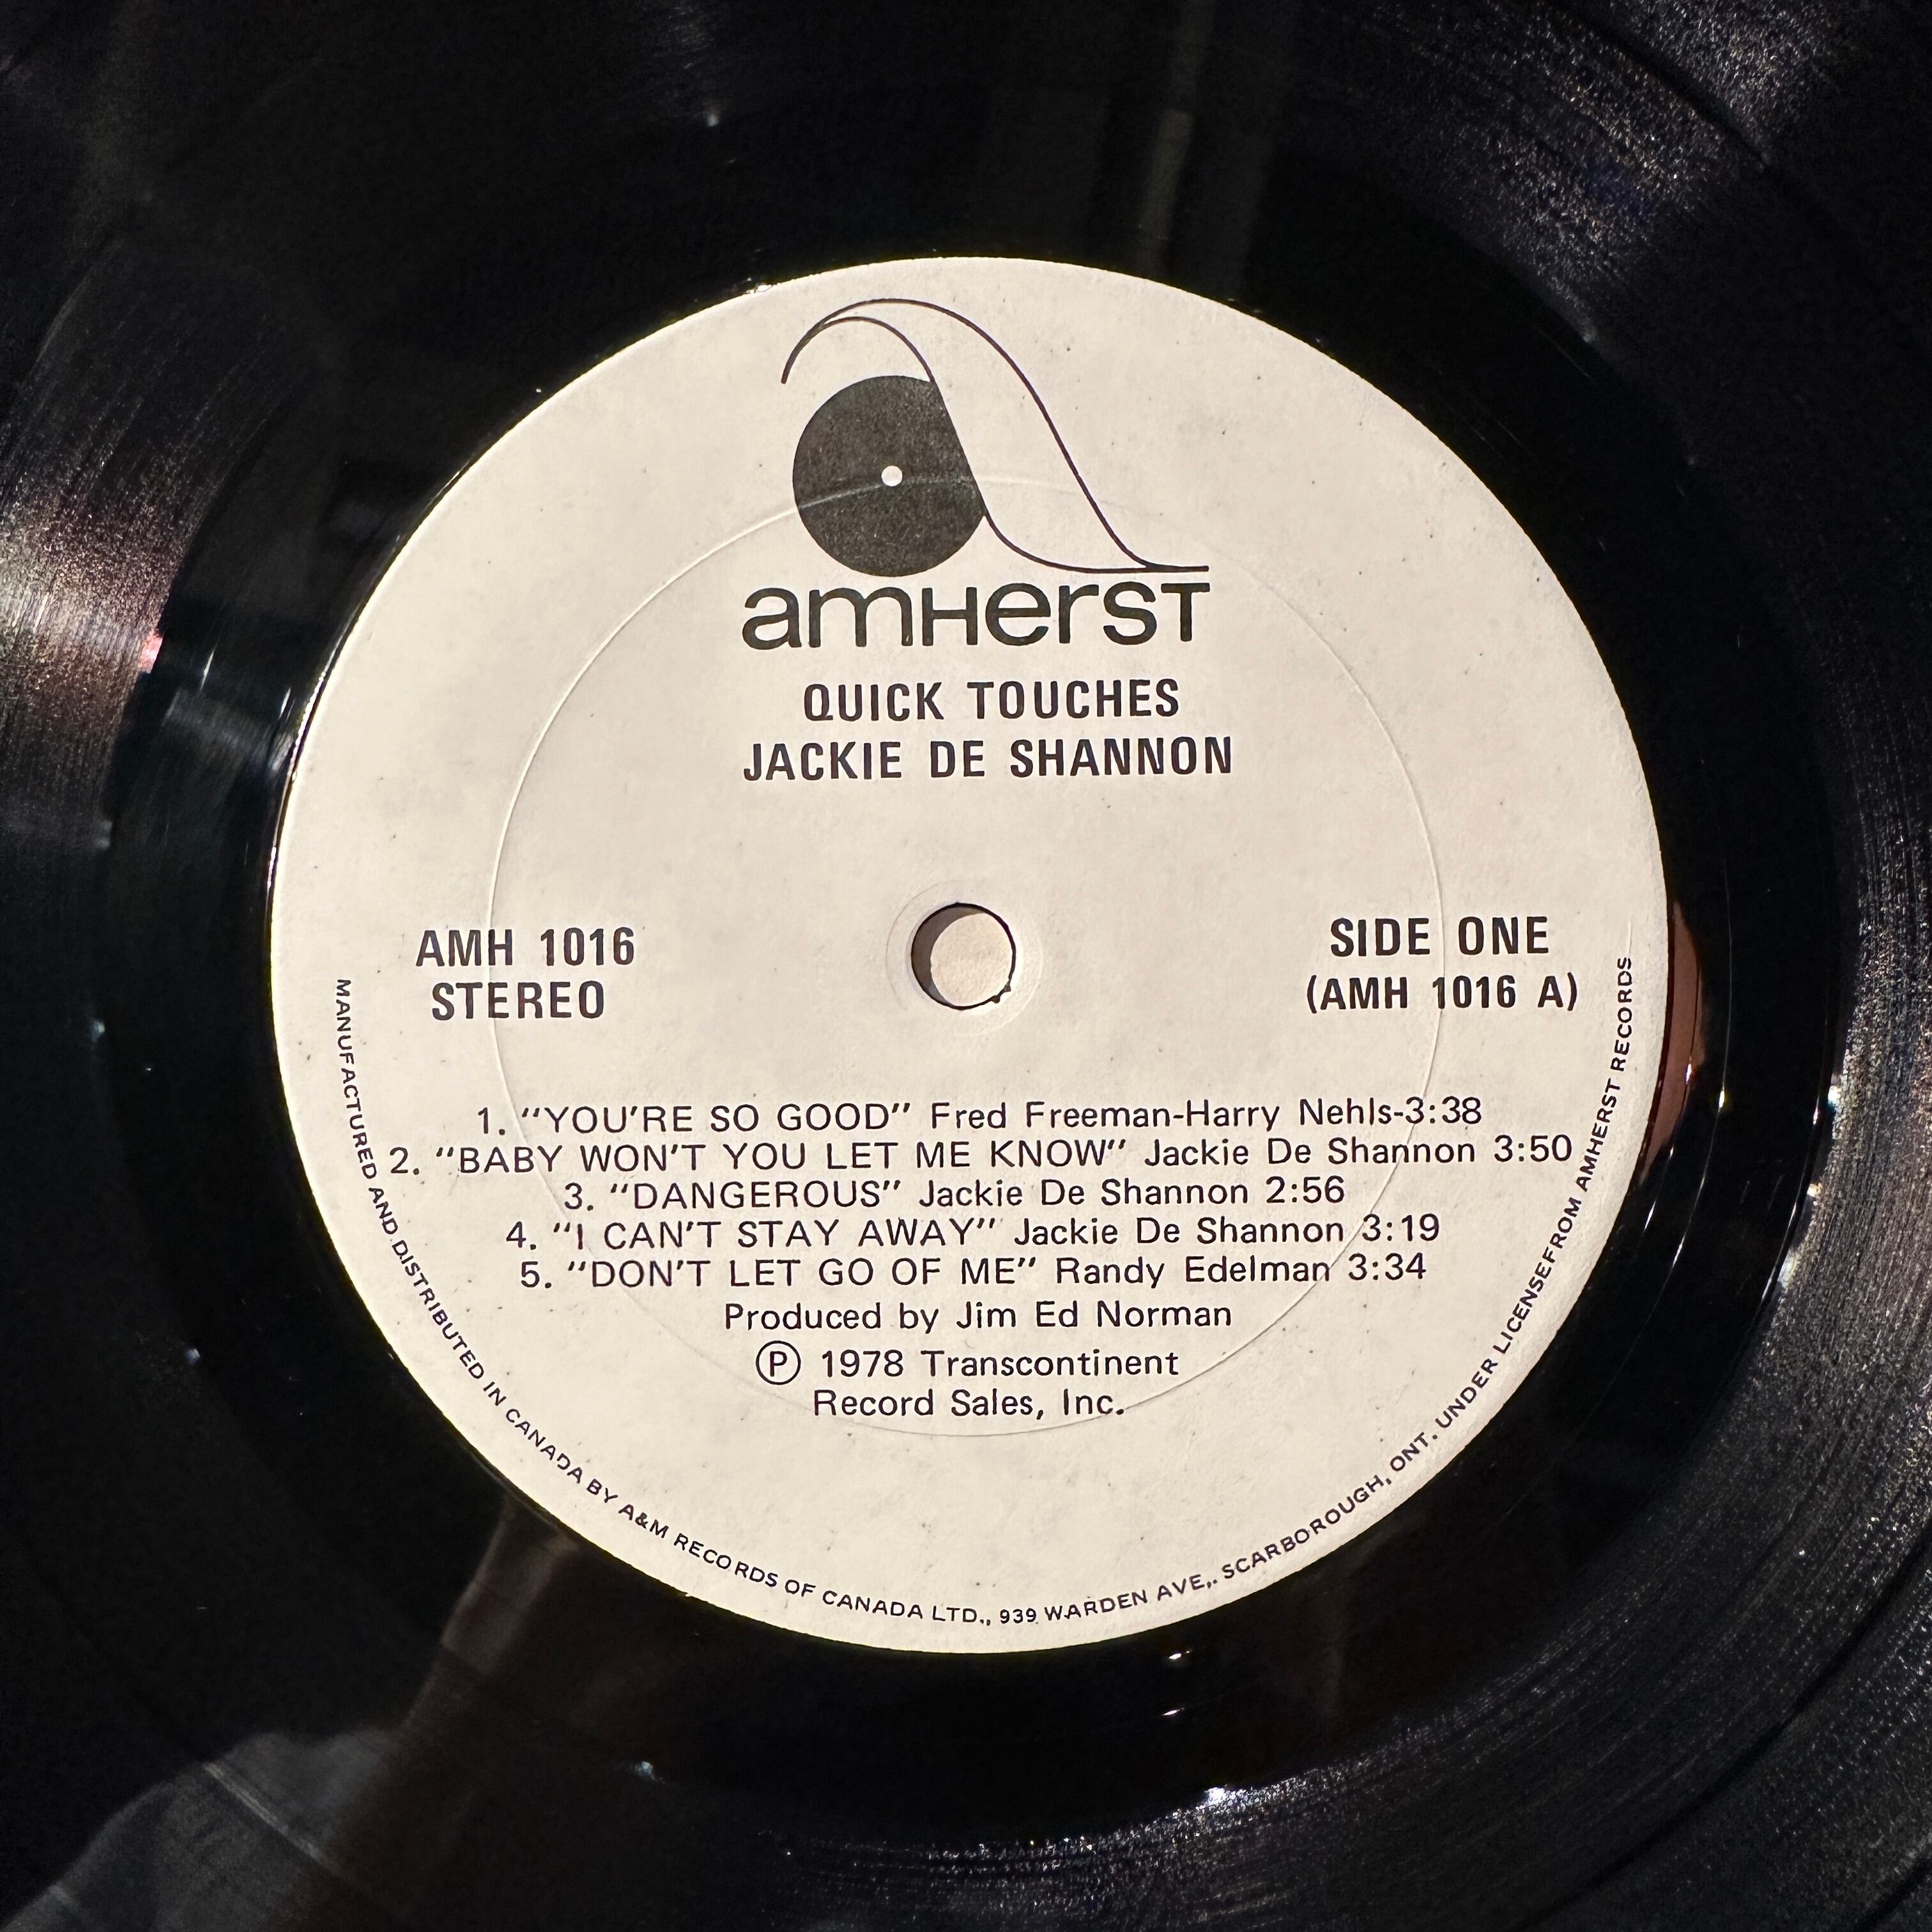 amHersT
QUICK TOUCHES
JACKIE DE SHANNON
AMH 1016
STEREO
SIDE ONE
(AMH 1016 A)
1. "YOU'RE SO GOOD" Fred Freeman-Harry Nehls-3:38
2. "BABY WON'T YOU LET ME KNOW" Jackie De Shannon 3:50
3. "DANGEROUS" Jackie De Shannon 2:56
4. "I CAN'T STAY AWAY" Jackie De Shannon 3:19
5. "DON'T LET GO OF ME" Randy Edelman 3:34
Produced by Jim Ed Norman
Ⓟ 1978 Transcontinent
Record Sales, Inc.
MANUFACTURED AND DISTRIBUTED IN CANADA BY A&M RECORDS OF CANADA LTD., 939 WARDEN AVE,. SCARBOROUGH, ONT. UNDER LICENSEFROM AMHERST RECORDS